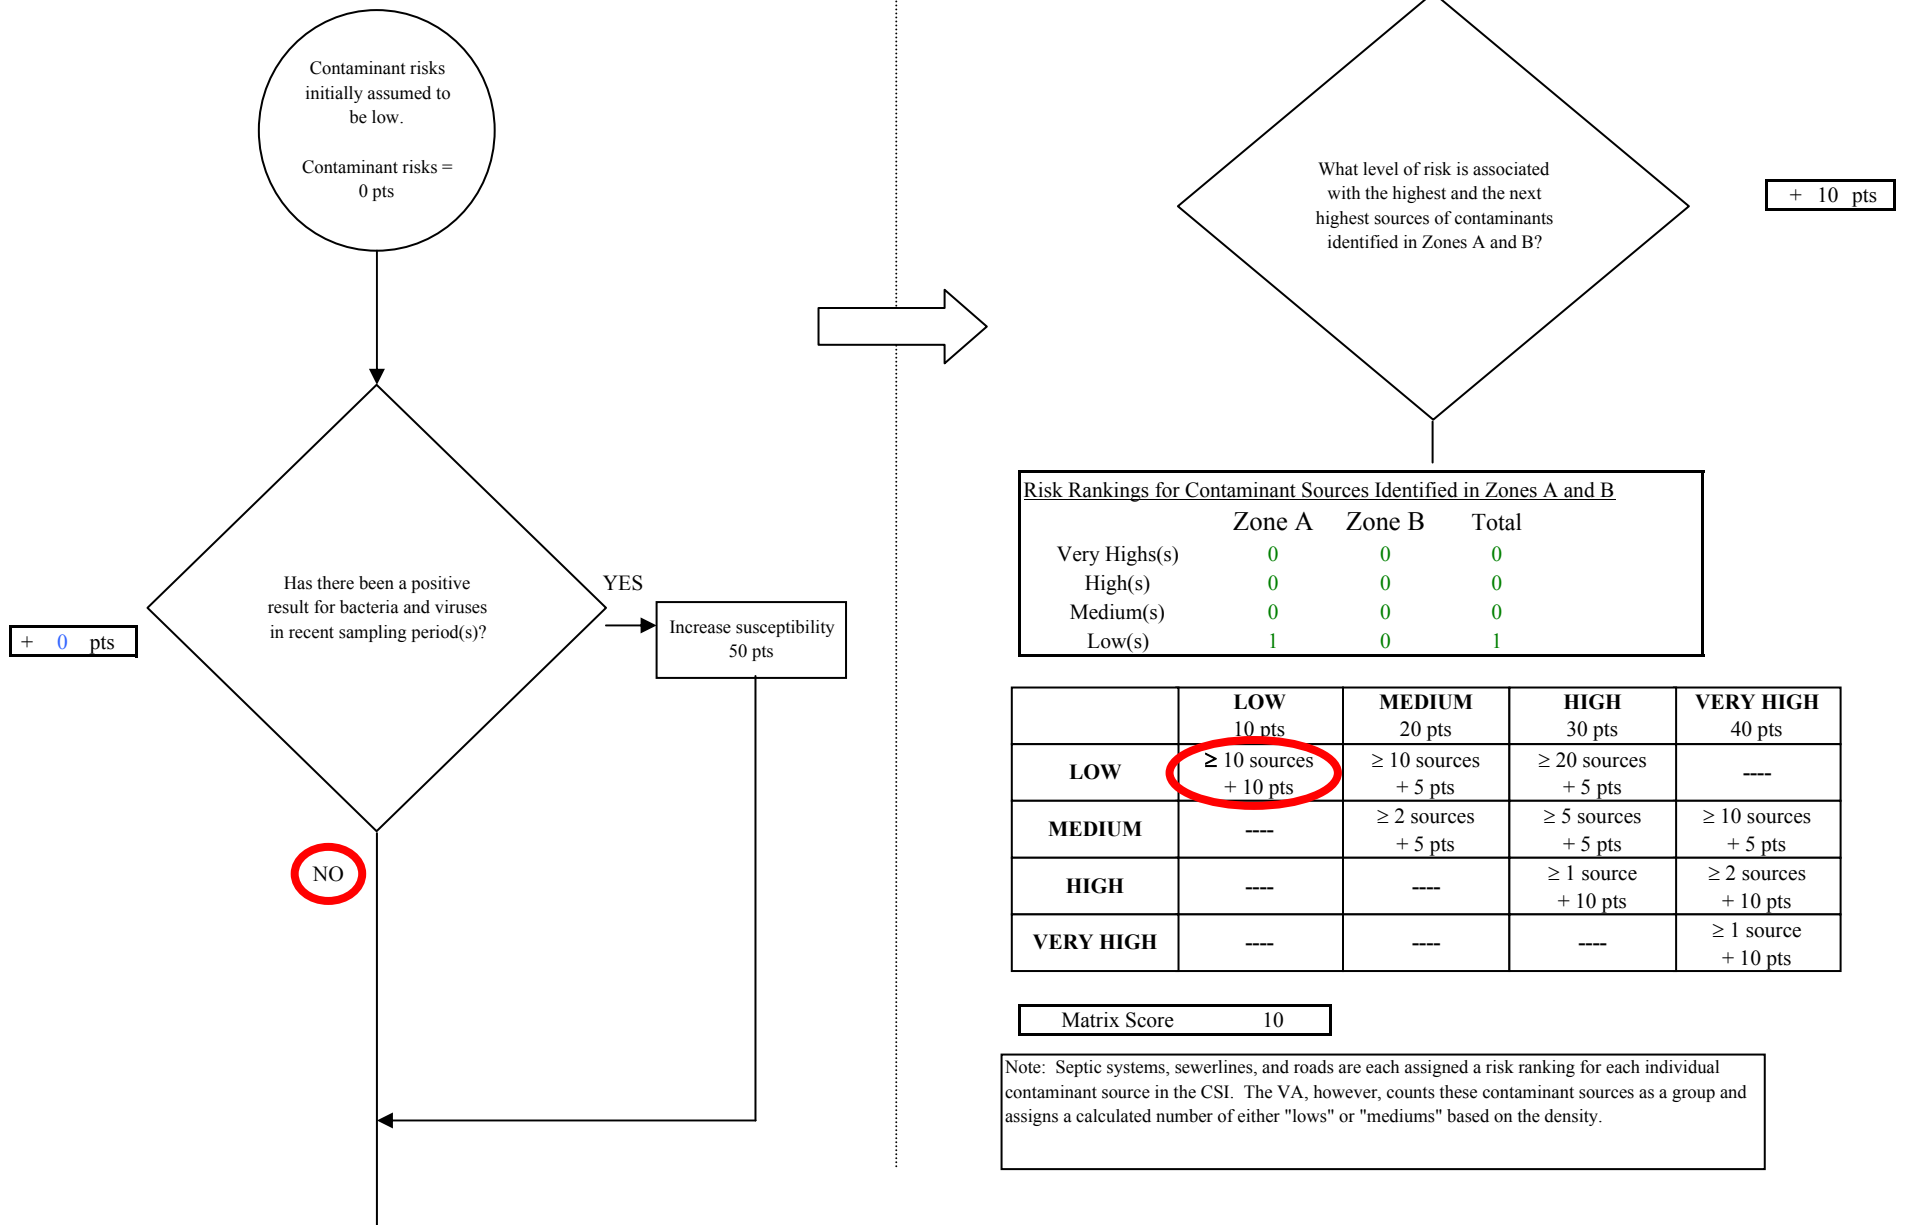 Contaminant risks
initially assumed to
be low.
Contaminant risks =
0 pts
Has there been a positive
result for bacteria and viruses
in recent sampling period(s)?
+ 0 pts
YES
Increase susceptibility
50 pts
NO
What level of risk is associated
with the highest and the next
highest sources of contaminants
identified in Zones A and B?
+ 10 pts
Risk Rankings for Contaminant Sources Identified in Zones A and B
Zone A Zone B Total
Very Highs(s) 0 0 0
High(s) 0 0 0
Medium(s) 0 0 0
Low(s) 1 0 1
LOW MEDIUM HIGH VERY HIGH
10 pts 20 pts 30 pts 40 pts
LOW ≥ 10 sources ≥ 10 sources ≥ 20 sources ----
+ 10 pts + 5 pts + 5 pts
MEDIUM ---- ≥ 2 sources ≥ 5 sources ≥ 10 sources
+ 5 pts + 5 pts + 5 pts
HIGH ---- ---- ≥ 1 source ≥ 2 sources
+ 10 pts + 10 pts
VERY HIGH ---- ---- ---- ≥ 1 source
+ 10 pts
Matrix Score 10
Note: Septic systems, sewerlines, and roads are each assigned a risk ranking for each individual
contaminant source in the CSI. The VA, however, counts these contaminant sources as a group and
assigns a calculated number of either "lows" or "mediums" based on the density.